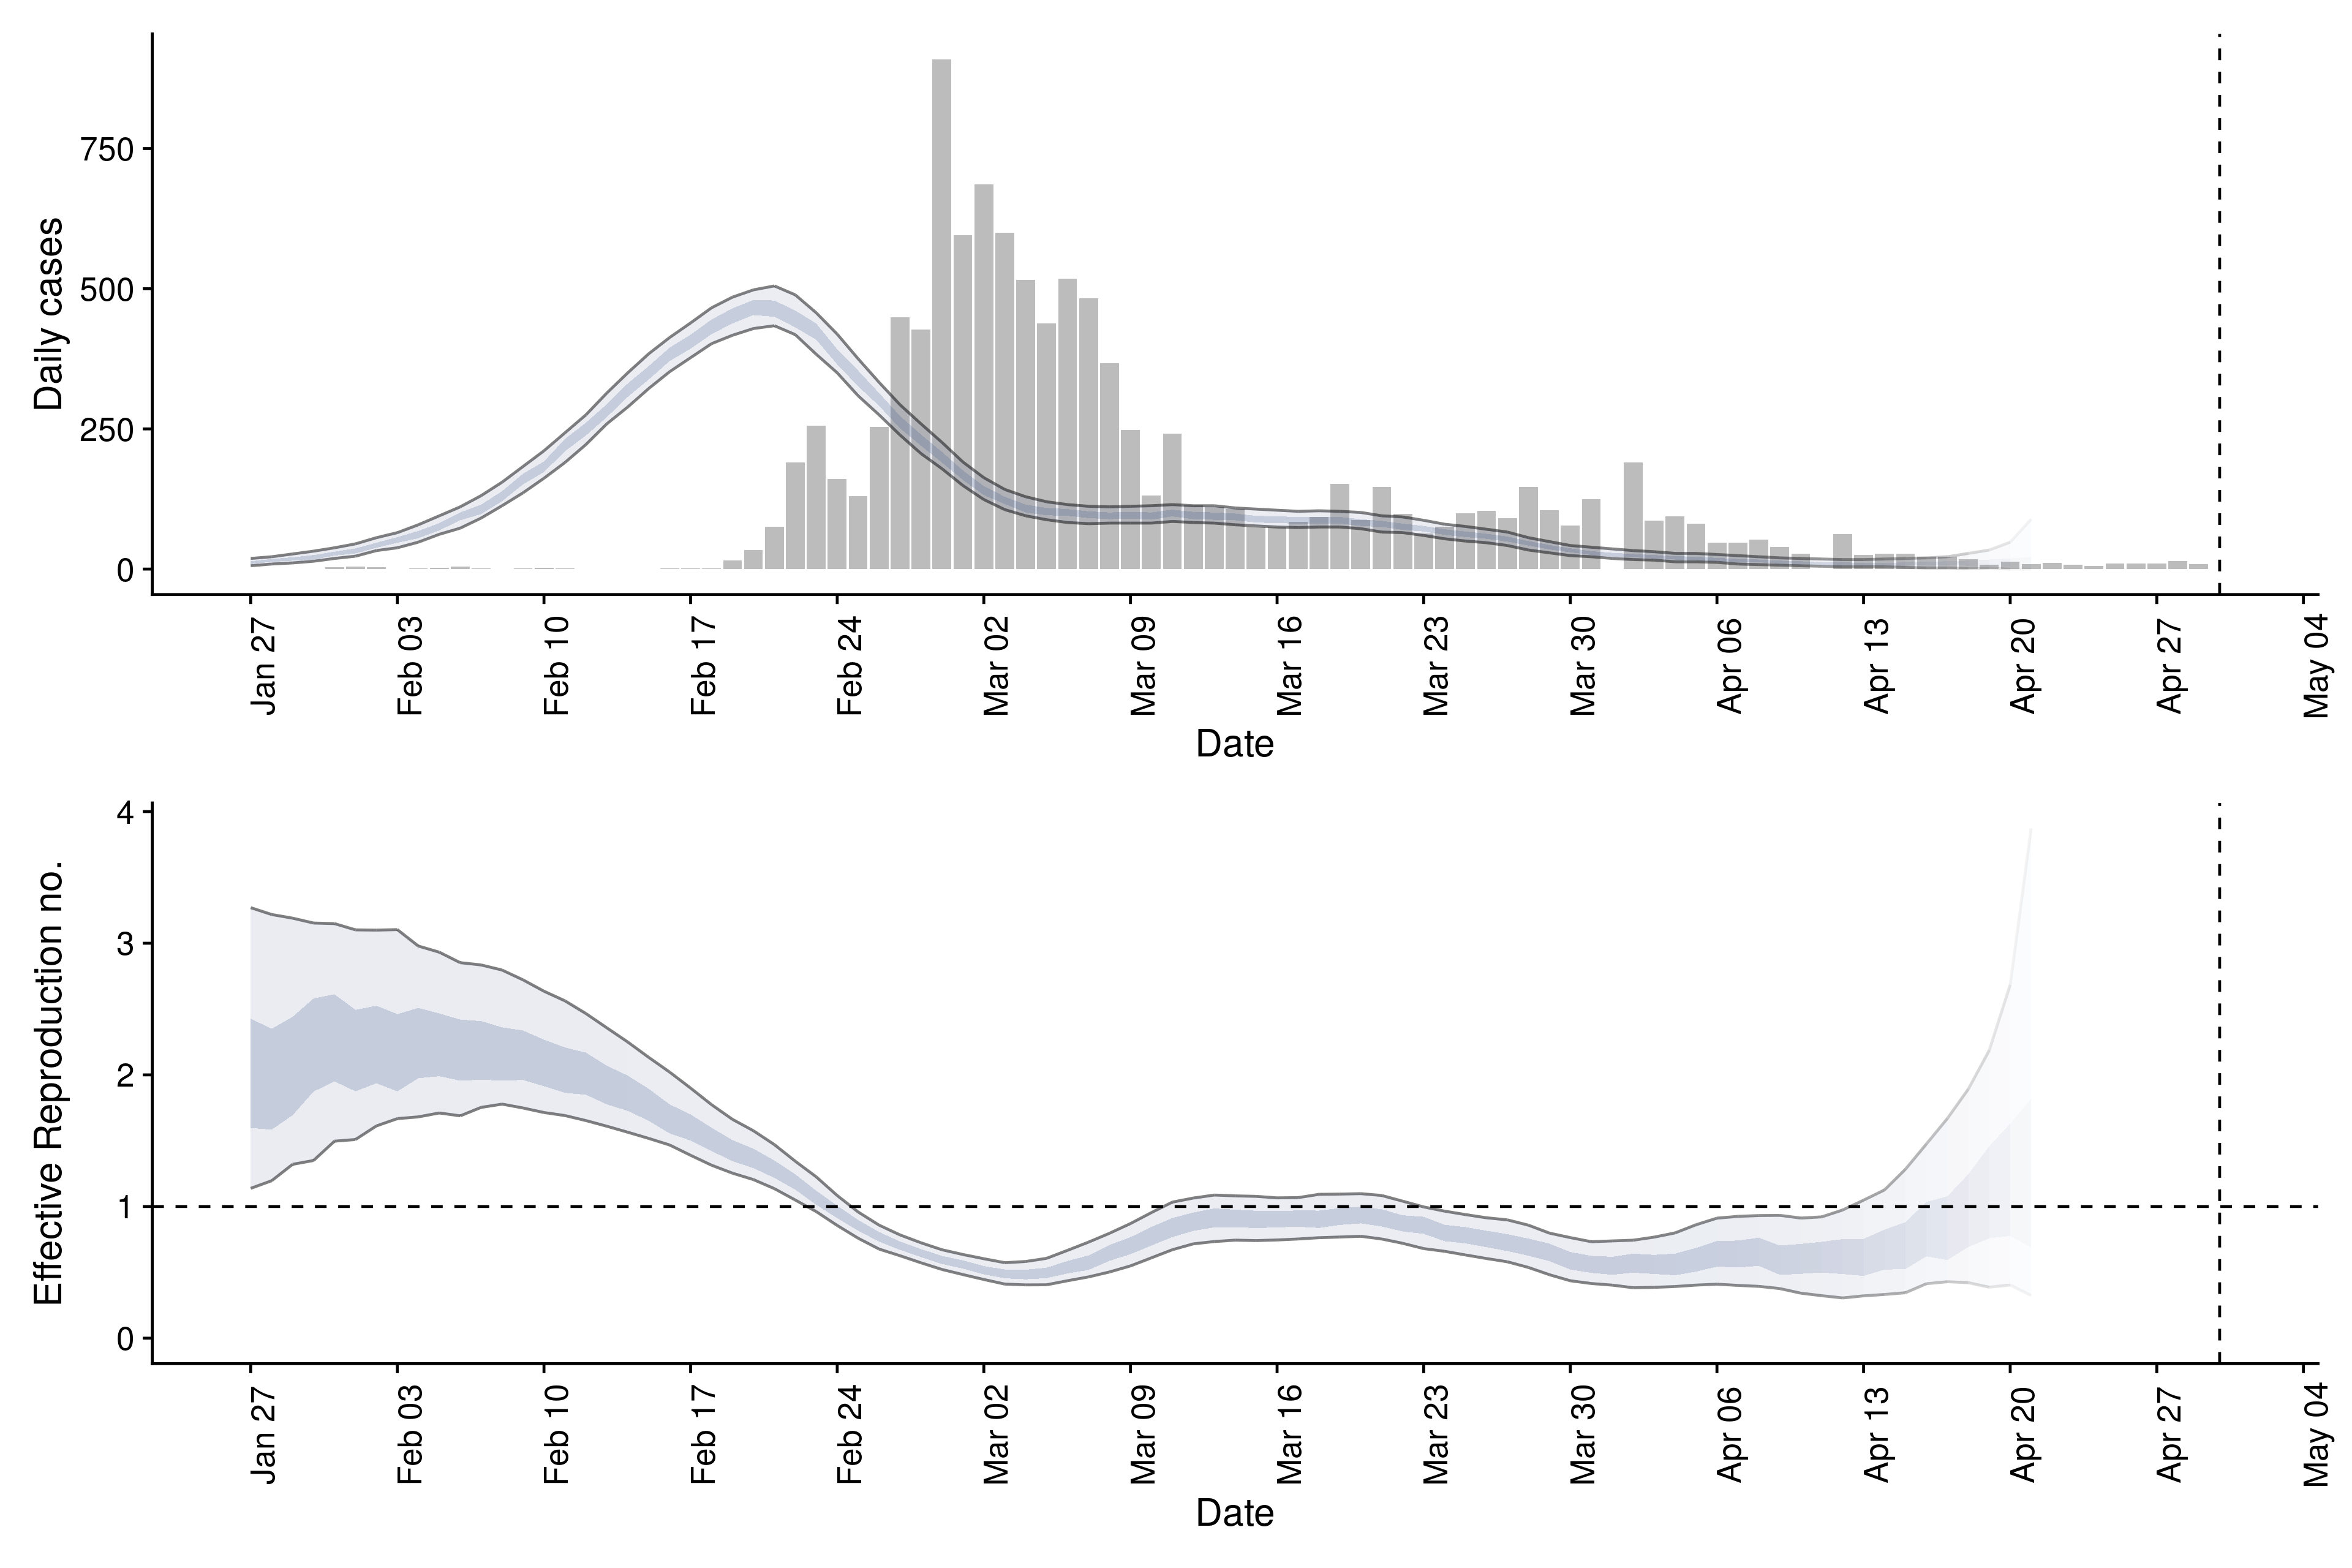 Daily cases
750
500
250
0
Jan 27
Feb 03
Feb 10
Feb 17
Feb 24
Mar 02
Mar 09
Mar 16
Mar 23
Mar 30
Apr 06
Apr 13
Apr 20
Apr 27
May 04
Date
Effective Reproduction no.
4
3
2
1
0
Jan 27
Feb 03
Feb 10
Feb 17
Feb 24
Mar 02
Mar 09
Mar 16
Mar 23
Mar 30
Apr 06
Apr 13
Apr 20
Apr 27
May 04
Date